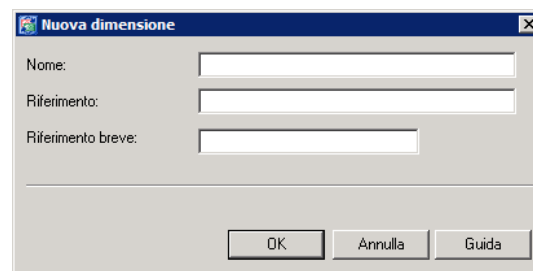 Nuova dimensione
Nome:
Riferimento:
Riferimento breve:
OK Annulla Guida